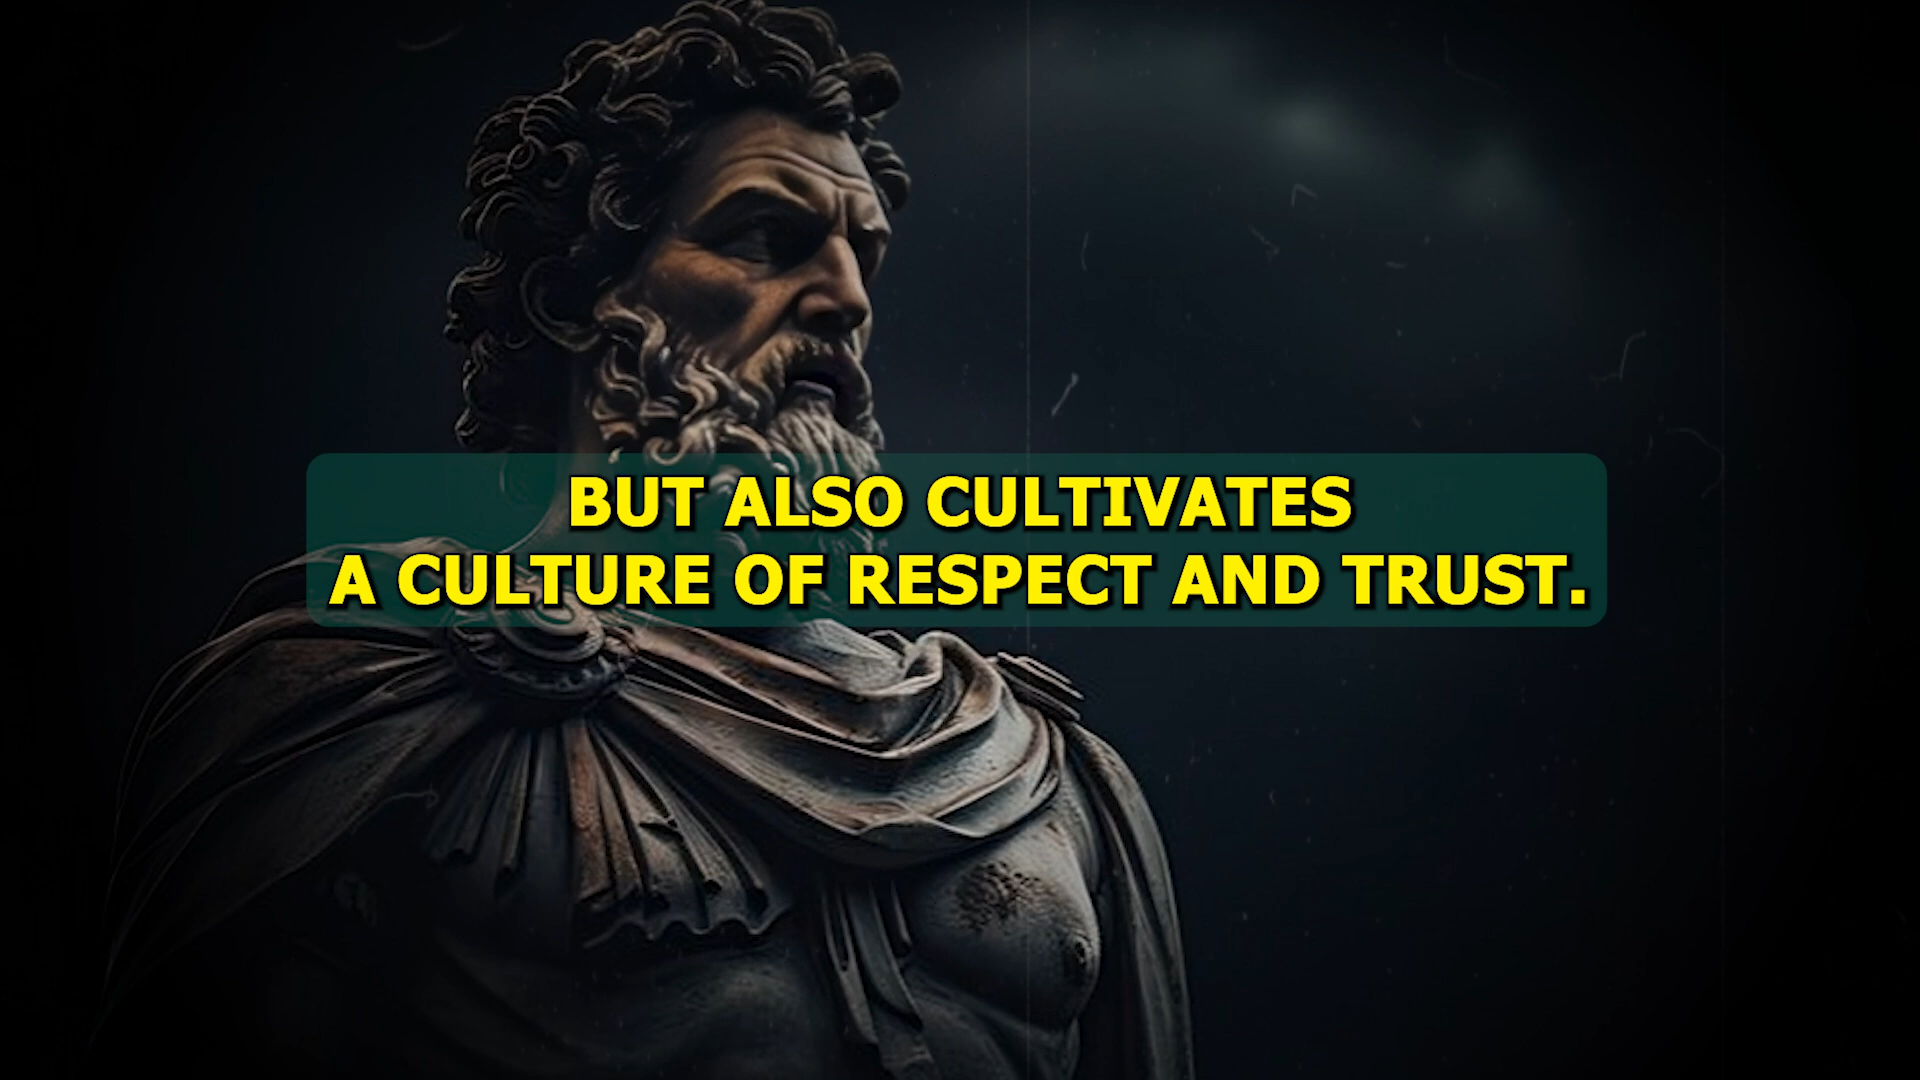 BUT ALSO CULTIVATES
A CULTURE OF RESPECT AND TRUST.